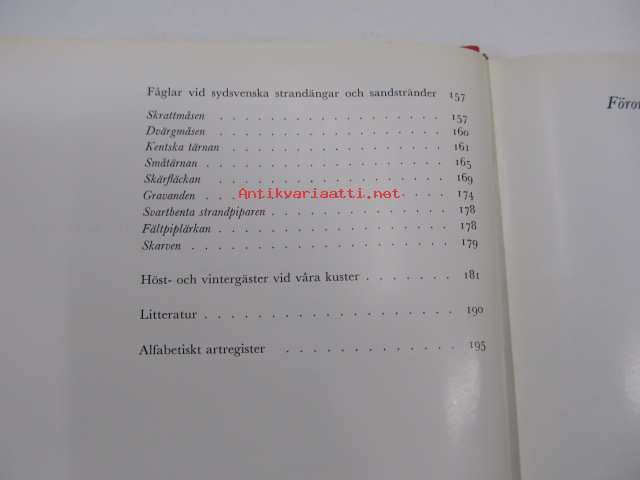 Fåglar vid sydsvenska strandängar och sandstränder 157
Skrattmåsen . . . . . . . . . . . . . 157
Dvärgmåsen . . . . . . . . . . . . . 160
Kentska tärnan . . . . . . . . . . . . 161
Småtärnan . . . . . . . . . . . . . . 165
Skärfläckan . . . . . . . . . . . . . 169
Gravanden . . . . . . . . . . . . . . 174
Svartbenta strandpiparen . . . . . . . . . 178
Fältpiplärkan . . . . . . . . . . . . . 178
Skarven . . . . . . . . . . . . . . . 179
Höst- och vintergäster vid våra kuster . . . . . . . 181
Litteratur . . . . . . . . . . . . . . . . . . 190
Alfabetiskt artregister . . . . . . . . . . . . . 195
Antikvariaatti.net